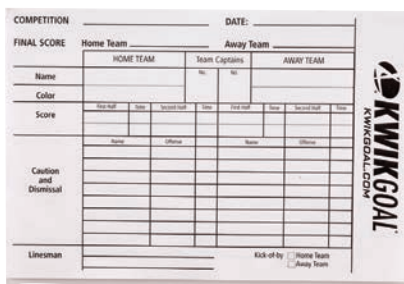 COMPETITION DATE:
FINAL SCORE Home Team Away Team
HOME TEAM Team Captains AWAY TEAM
Name No. No.
Color
First Half Time Second Half Time First Half Time Second Half Time
Score
Name Offense Name Offense
Caution
and
Dismissal
Linesman Kick-of-by Home Team
Away Team
KWIKGOAL
KWIKGOAL.COM